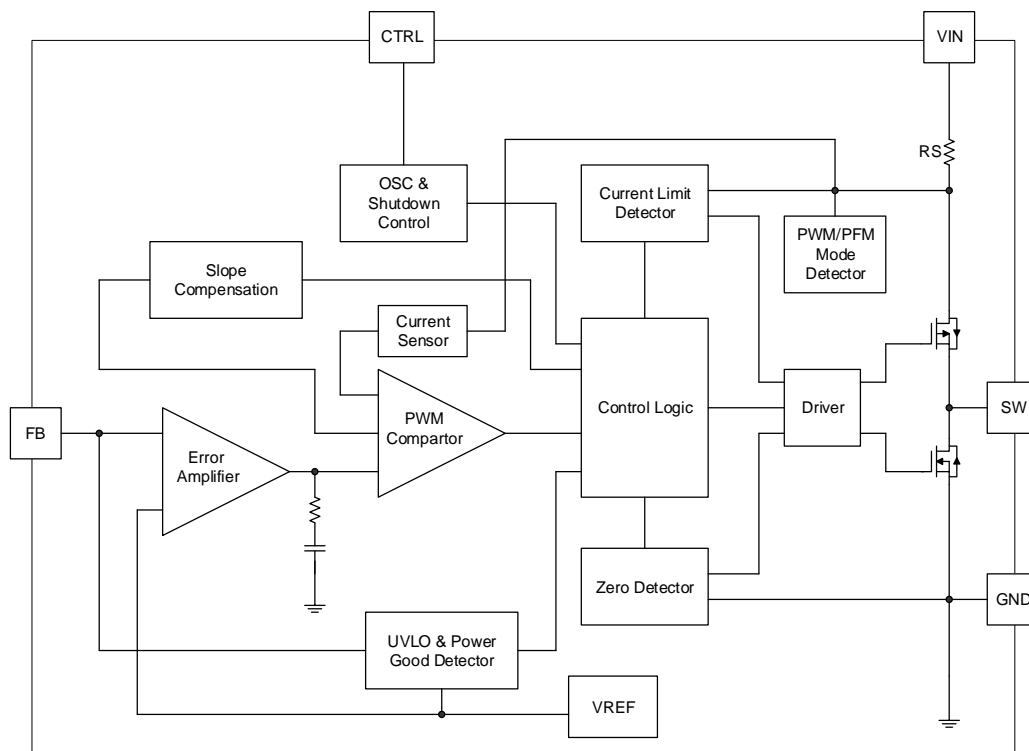 CTRL
VIN
RS
OSC &
Shutdown
Control
Current Limit
Detector
PWM/PFM
Mode
Detector
Slope
Compensation
Current
Sensor
PWM
Compartor
Control Logic
Driver
SW
FB
Error
Amplifier
Zero Detector
GND
UVLO & Power
Good Detector
VREF